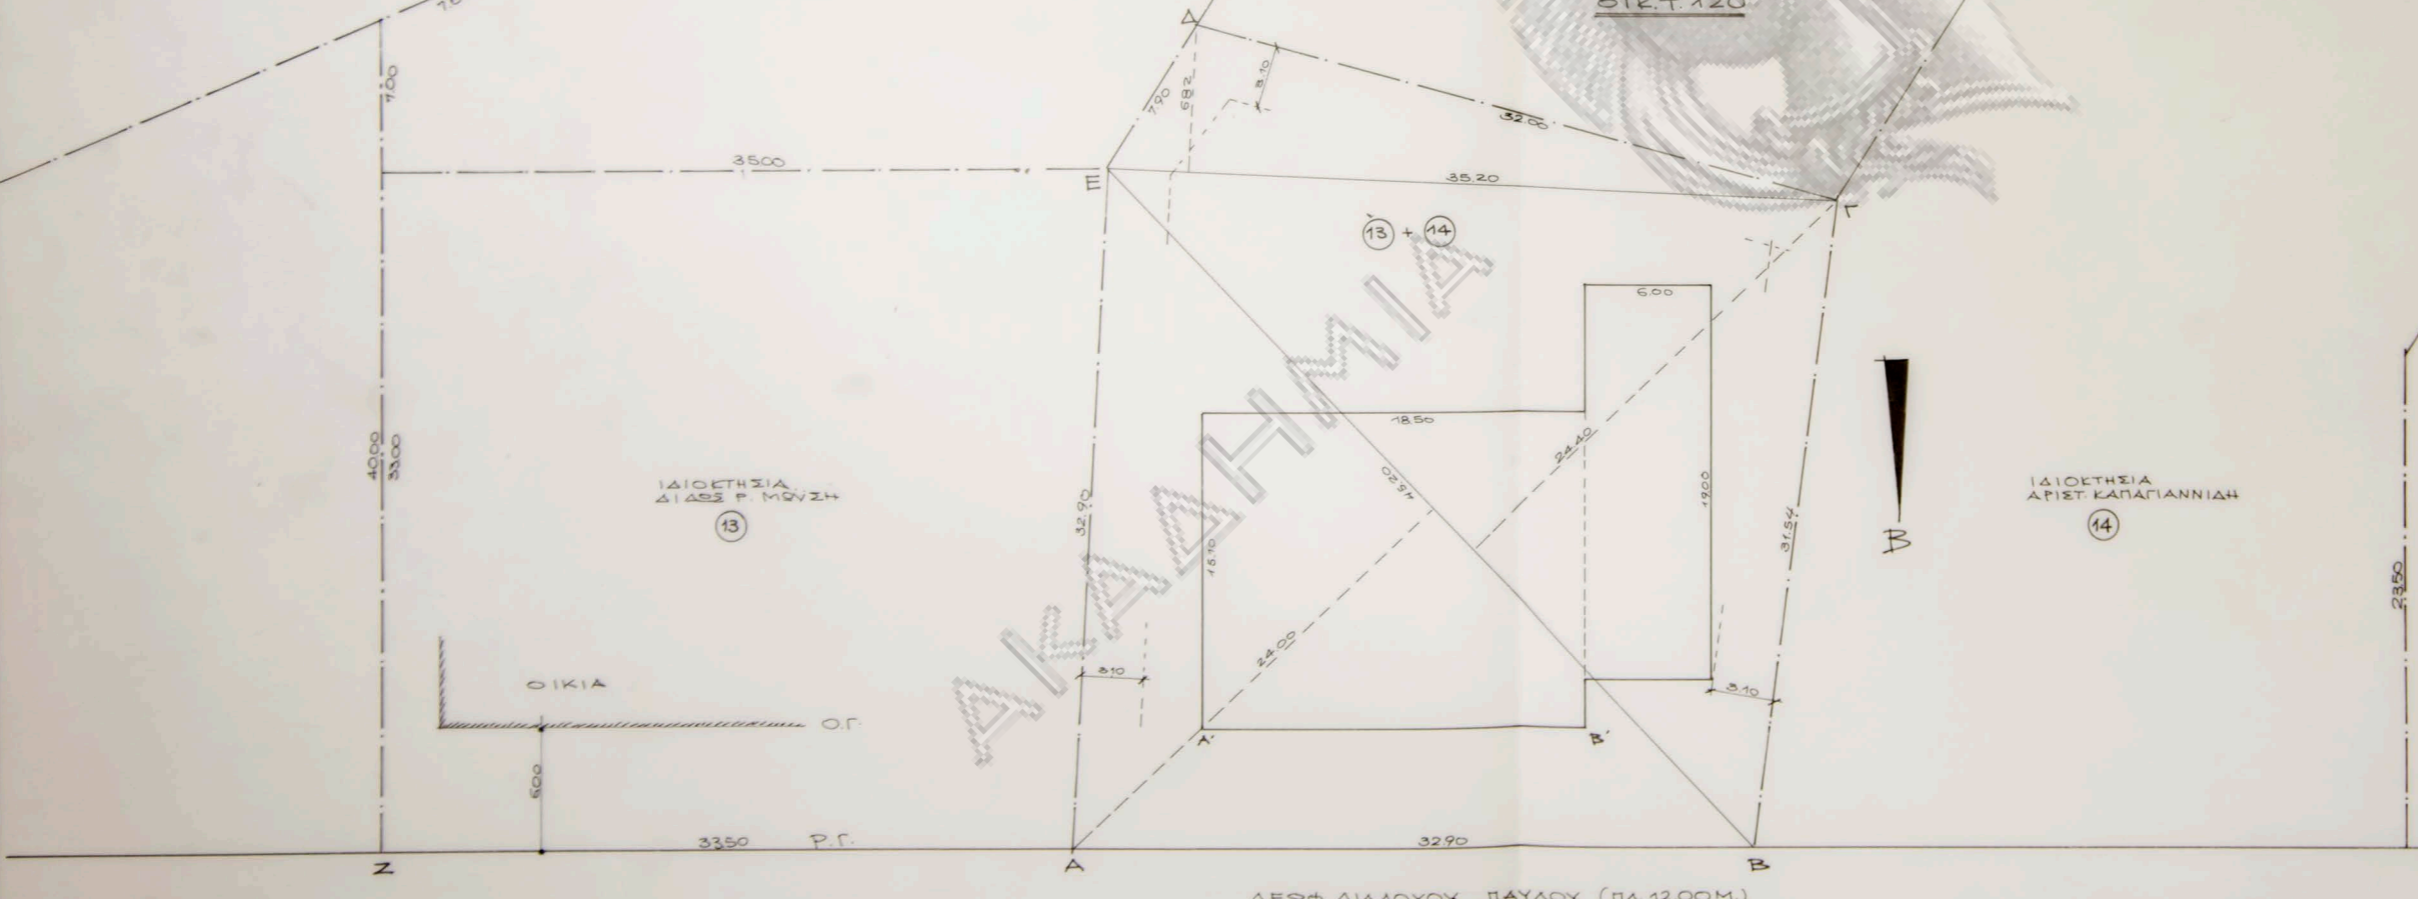 Δ
ΟΙΚ.Τ. 120
7.00
7.90
6.82
3.10
32.00
35.00
Ε
35.20
Γ
13 + 14
6.00
18.50
24.40
45.20
40.00
33.00
ΙΔΙΟΚΤΗΣΙΑ
ΔΙΔΟΣ Ρ. ΜΩΥΣΗ
13
32.90
15.10
19.00
31.54
Β
ΙΔΙΟΚΤΗΣΙΑ
ΑΡΙΣΤ. ΚΑΠΑΓΙΑΝΝΙΔΗ
14
23.50
ΑΚΑΔΗΜΙΑ
24.00
ΟΙΚΙΑ
3.10
3.10
Ο.Γ.
Α'
Β'
6.00
33.50
Ρ.Γ.
32.90
Ζ
Α
Β
ΛΕΩΦ. ΔΙΑΔΟΧΟΥ ΠΑΥΛΟΥ (ΠΛ. 12.00 Μ.)